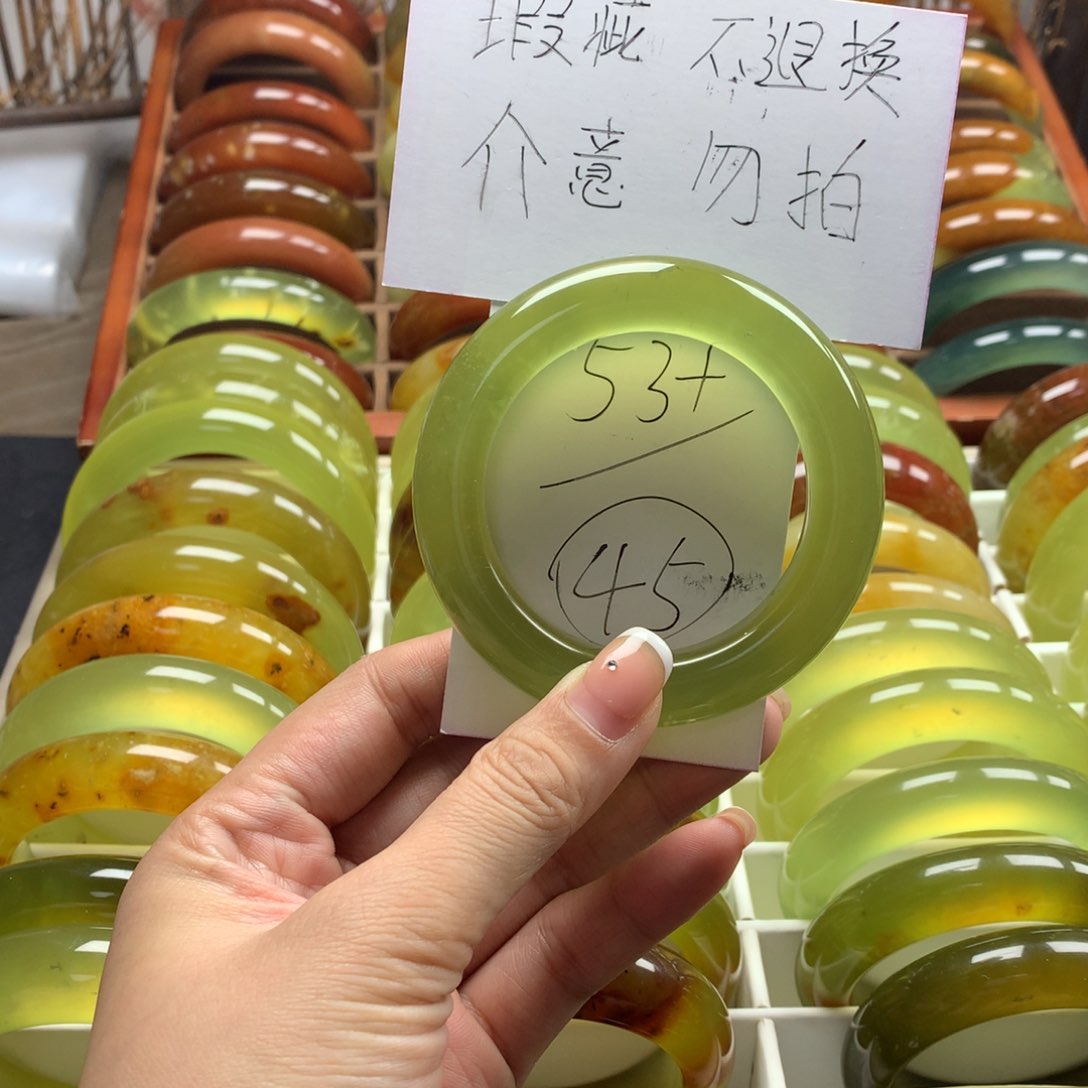 瑕疵 不退换
介意 勿拍
53+
45